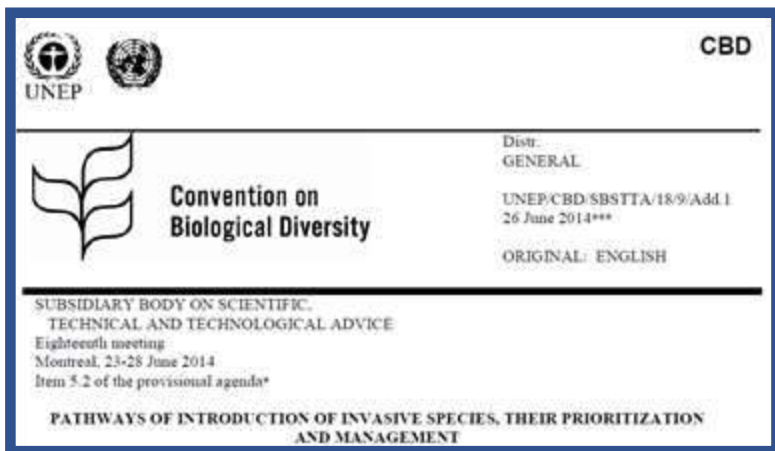 CBD
UNEP
Distr.
GENERAL
UNEP/CBD/SBSTTA/18/9/Add.1
26 June 2014***
ORIGINAL: ENGLISH
Convention on
Biological Diversity
SUBSIDIARY BODY ON SCIENTIFIC,
TECHNICAL AND TECHNOLOGICAL ADVICE
Eighteenth meeting
Montreal, 23-28 June 2014
Item 5.2 of the provisional agenda*
PATHWAYS OF INTRODUCTION OF INVASIVE SPECIES, THEIR PRIORITIZATION
AND MANAGEMENT